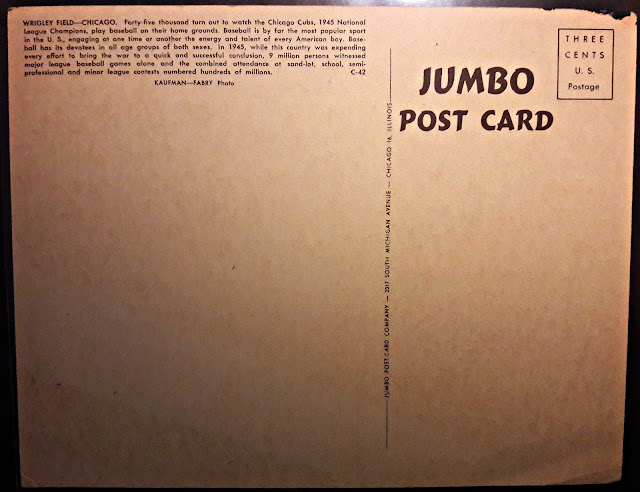 WRIGLEY FIELD—CHICAGO. Forty-five thousand turn out to watch the Chicago Cubs, 1945 National
League Champions, play baseball on their home grounds. Baseball is by far the most popular sport
in the U. S., engaging at one time or another the energy and talent of every American boy. Base-
ball has its devotees in all age groups of both sexes. In 1945, while this country was expending
every effort to bring the war to a quick and successful conclusion, 9 million persons witnessed
major league baseball games alone and the combined attendance at sand-lot, school, semi-
professional and minor league contests numbered hundreds of millions. C-42
KAUFMAN—FABRY Photo
JUMBO
POST CARD
THREE
CENTS
U. S.
Postage
JUMBO POST CARD COMPANY — 2017 SOUTH MICHIGAN AVENUE — CHICAGO 16, ILLINOIS